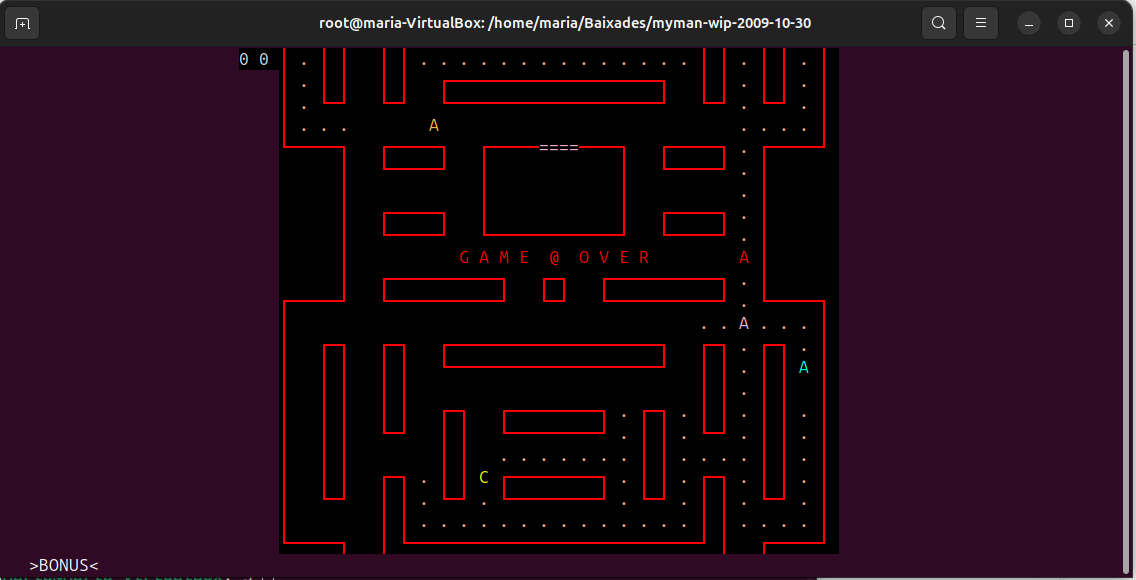 root@maria-VirtualBox: /home/maria/Baixades/myman-wip-2009-10-30
0 0
A
====
G A M E @ O V E R
A
A
A
C
>BONUS<